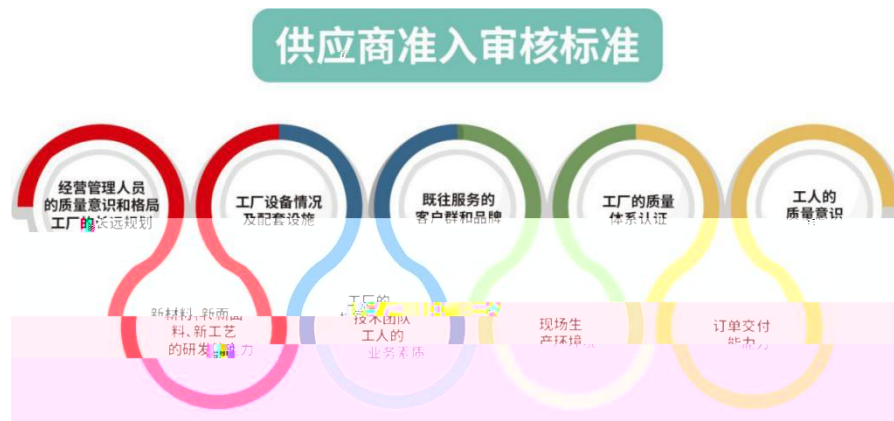 供应商准入审核标准
经营管理人员
的质量意识和格局
工厂的长远规划
工厂设备情况
及配套设施
既往服务的
客户群和品牌
工厂的质量
体系认证
工人的
质量意识
新材料、新面
料、新工艺
的研发能力
工厂的
技术团队
工人的
业务素质
现场生
产环境
订单交付
能力